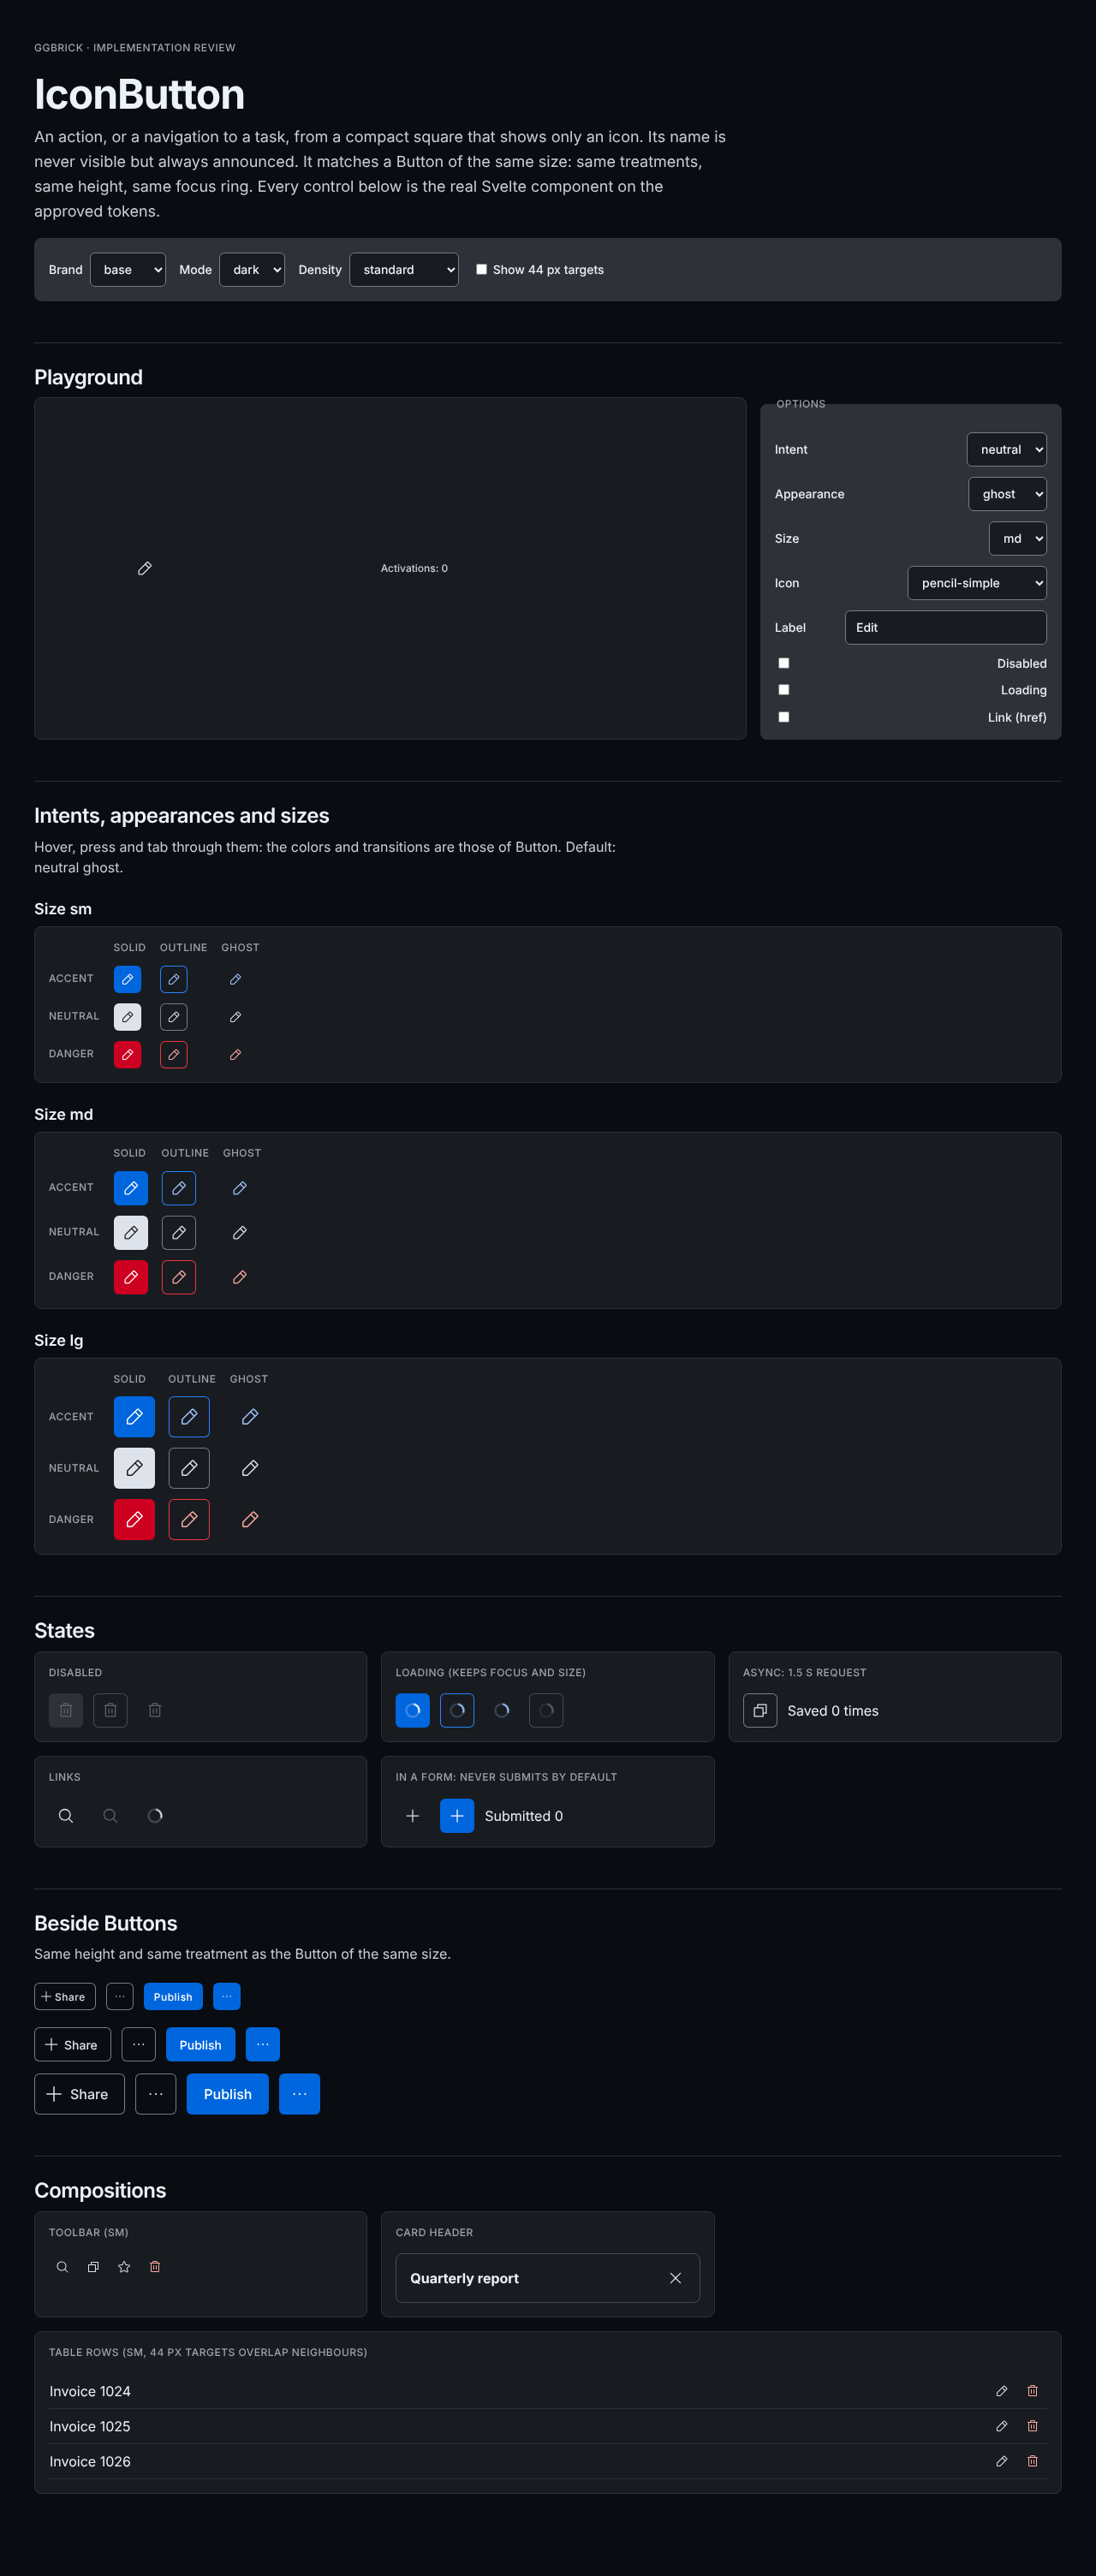 GGBRICK · IMPLEMENTATION REVIEW
IconButton
An action, or a navigation to a task, from a compact square that shows only an icon. Its name is
never visible but always announced. It matches a Button of the same size: same treatments,
same height, same focus ring. Every control below is the real Svelte component on the
approved tokens.
Brand base Mode dark Density standard Show 44 px targets
Playground
Activations: 0
OPTIONS
Intent neutral
Appearance ghost
Size md
Icon pencil-simple
Label Edit
Disabled
Loading
Link (href)
Intents, appearances and sizes
Hover, press and tab through them: the colors and transitions are those of Button. Default:
neutral ghost.
Size sm
SOLID OUTLINE GHOST
ACCENT
NEUTRAL
DANGER
Size md
SOLID OUTLINE GHOST
ACCENT
NEUTRAL
DANGER
Size lg
SOLID OUTLINE GHOST
ACCENT
NEUTRAL
DANGER
States
DISABLED
LOADING (KEEPS FOCUS AND SIZE)
ASYNC: 1.5 S REQUEST
Saved 0 times
LINKS
IN A FORM: NEVER SUBMITS BY DEFAULT
Submitted 0
Beside Buttons
Same height and same treatment as the Button of the same size.
Share Publish
Share Publish
Share Publish
Compositions
TOOLBAR (SM)
CARD HEADER
Quarterly report
TABLE ROWS (SM, 44 PX TARGETS OVERLAP NEIGHBOURS)
Invoice 1024
Invoice 1025
Invoice 1026